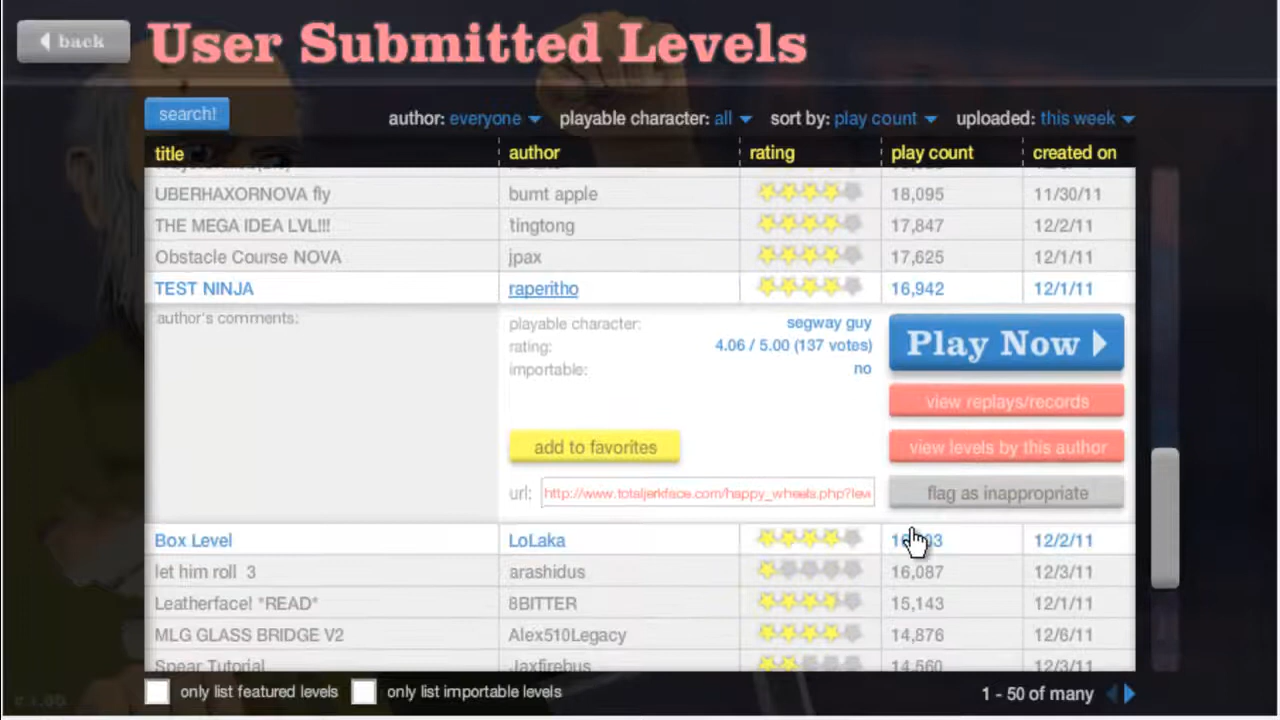 back
User Submitted Levels
search!
author: everyone playable character: all sort by: play count uploaded: this week
title author rating play count created on
UBERHAXORNOVA fly burnt apple 18,095 11/30/11
THE MEGA IDEA LVL!!! tingtong 17,847 12/2/11
Obstacle Course NOVA jpax 17,625 12/1/11
TEST NINJA raperitho 16,942 12/1/11
author's comments:
playable character: segway guy
rating: 4.06 / 5.00 (137 votes)
importable: no
Play Now
view replays/records
add to favorites
view levels by this author
url: http://www.totaljerkface.com/happy_wheels.php?lev
flag as inappropriate
Box Level LoLaka 12/2/11
let him roll 3 arashidus 16,087 12/3/11
Leatherface! *READ* 8BITTER 15,143 12/1/11
MLG GLASS BRIDGE V2 Alex510Legacy 14,876 12/6/11
Spear Tutorial Jaxfirebus 14,560 12/3/11
only list featured levels only list importable levels 1 - 50 of many